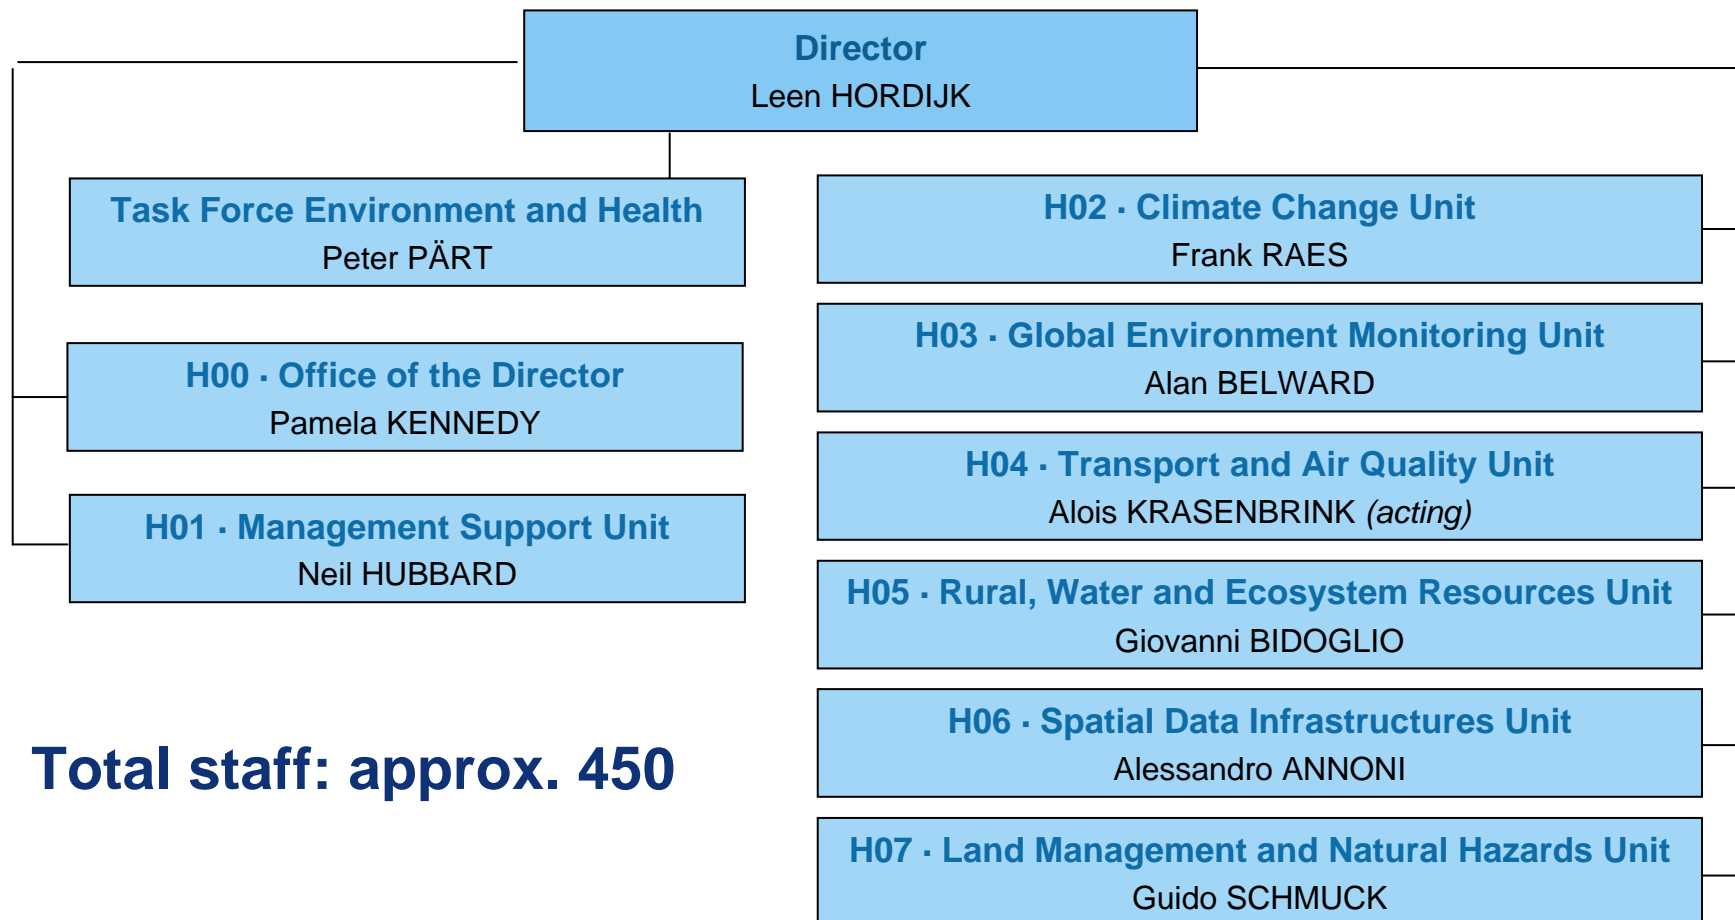 Director
Leen HORDIJK
Task Force Environment and Health
Peter PÄRT
H00 · Office of the Director
Pamela KENNEDY
H01 · Management Support Unit
Neil HUBBARD
Total staff: approx. 450
H02 · Climate Change Unit
Frank RAES
H03 · Global Environment Monitoring Unit
Alan BELWARD
H04 · Transport and Air Quality Unit
Alois KRASENBRINK (acting)
H05 · Rural, Water and Ecosystem Resources Unit
Giovanni BIDOGLIO
H06 · Spatial Data Infrastructures Unit
Alessandro ANNONI
H07 · Land Management and Natural Hazards Unit
Guido SCHMUCK